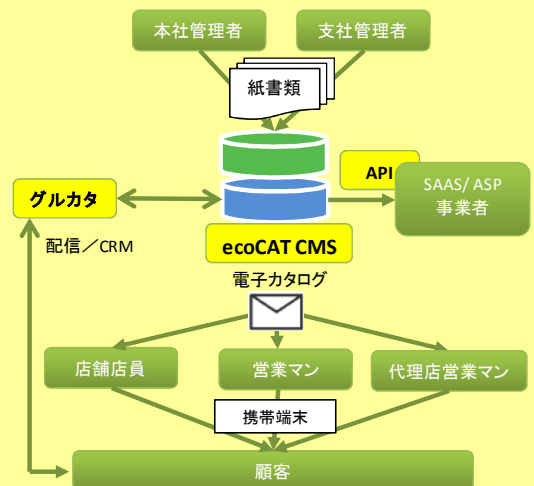 本社管理者
支社管理者
紙書類
API
SAAS/ ASP
事業者
グルカタ
配信／CRM
ecoCAT CMS
電子カタログ
店舗店員
営業マン
代理店営業マン
携帯端末
顧客